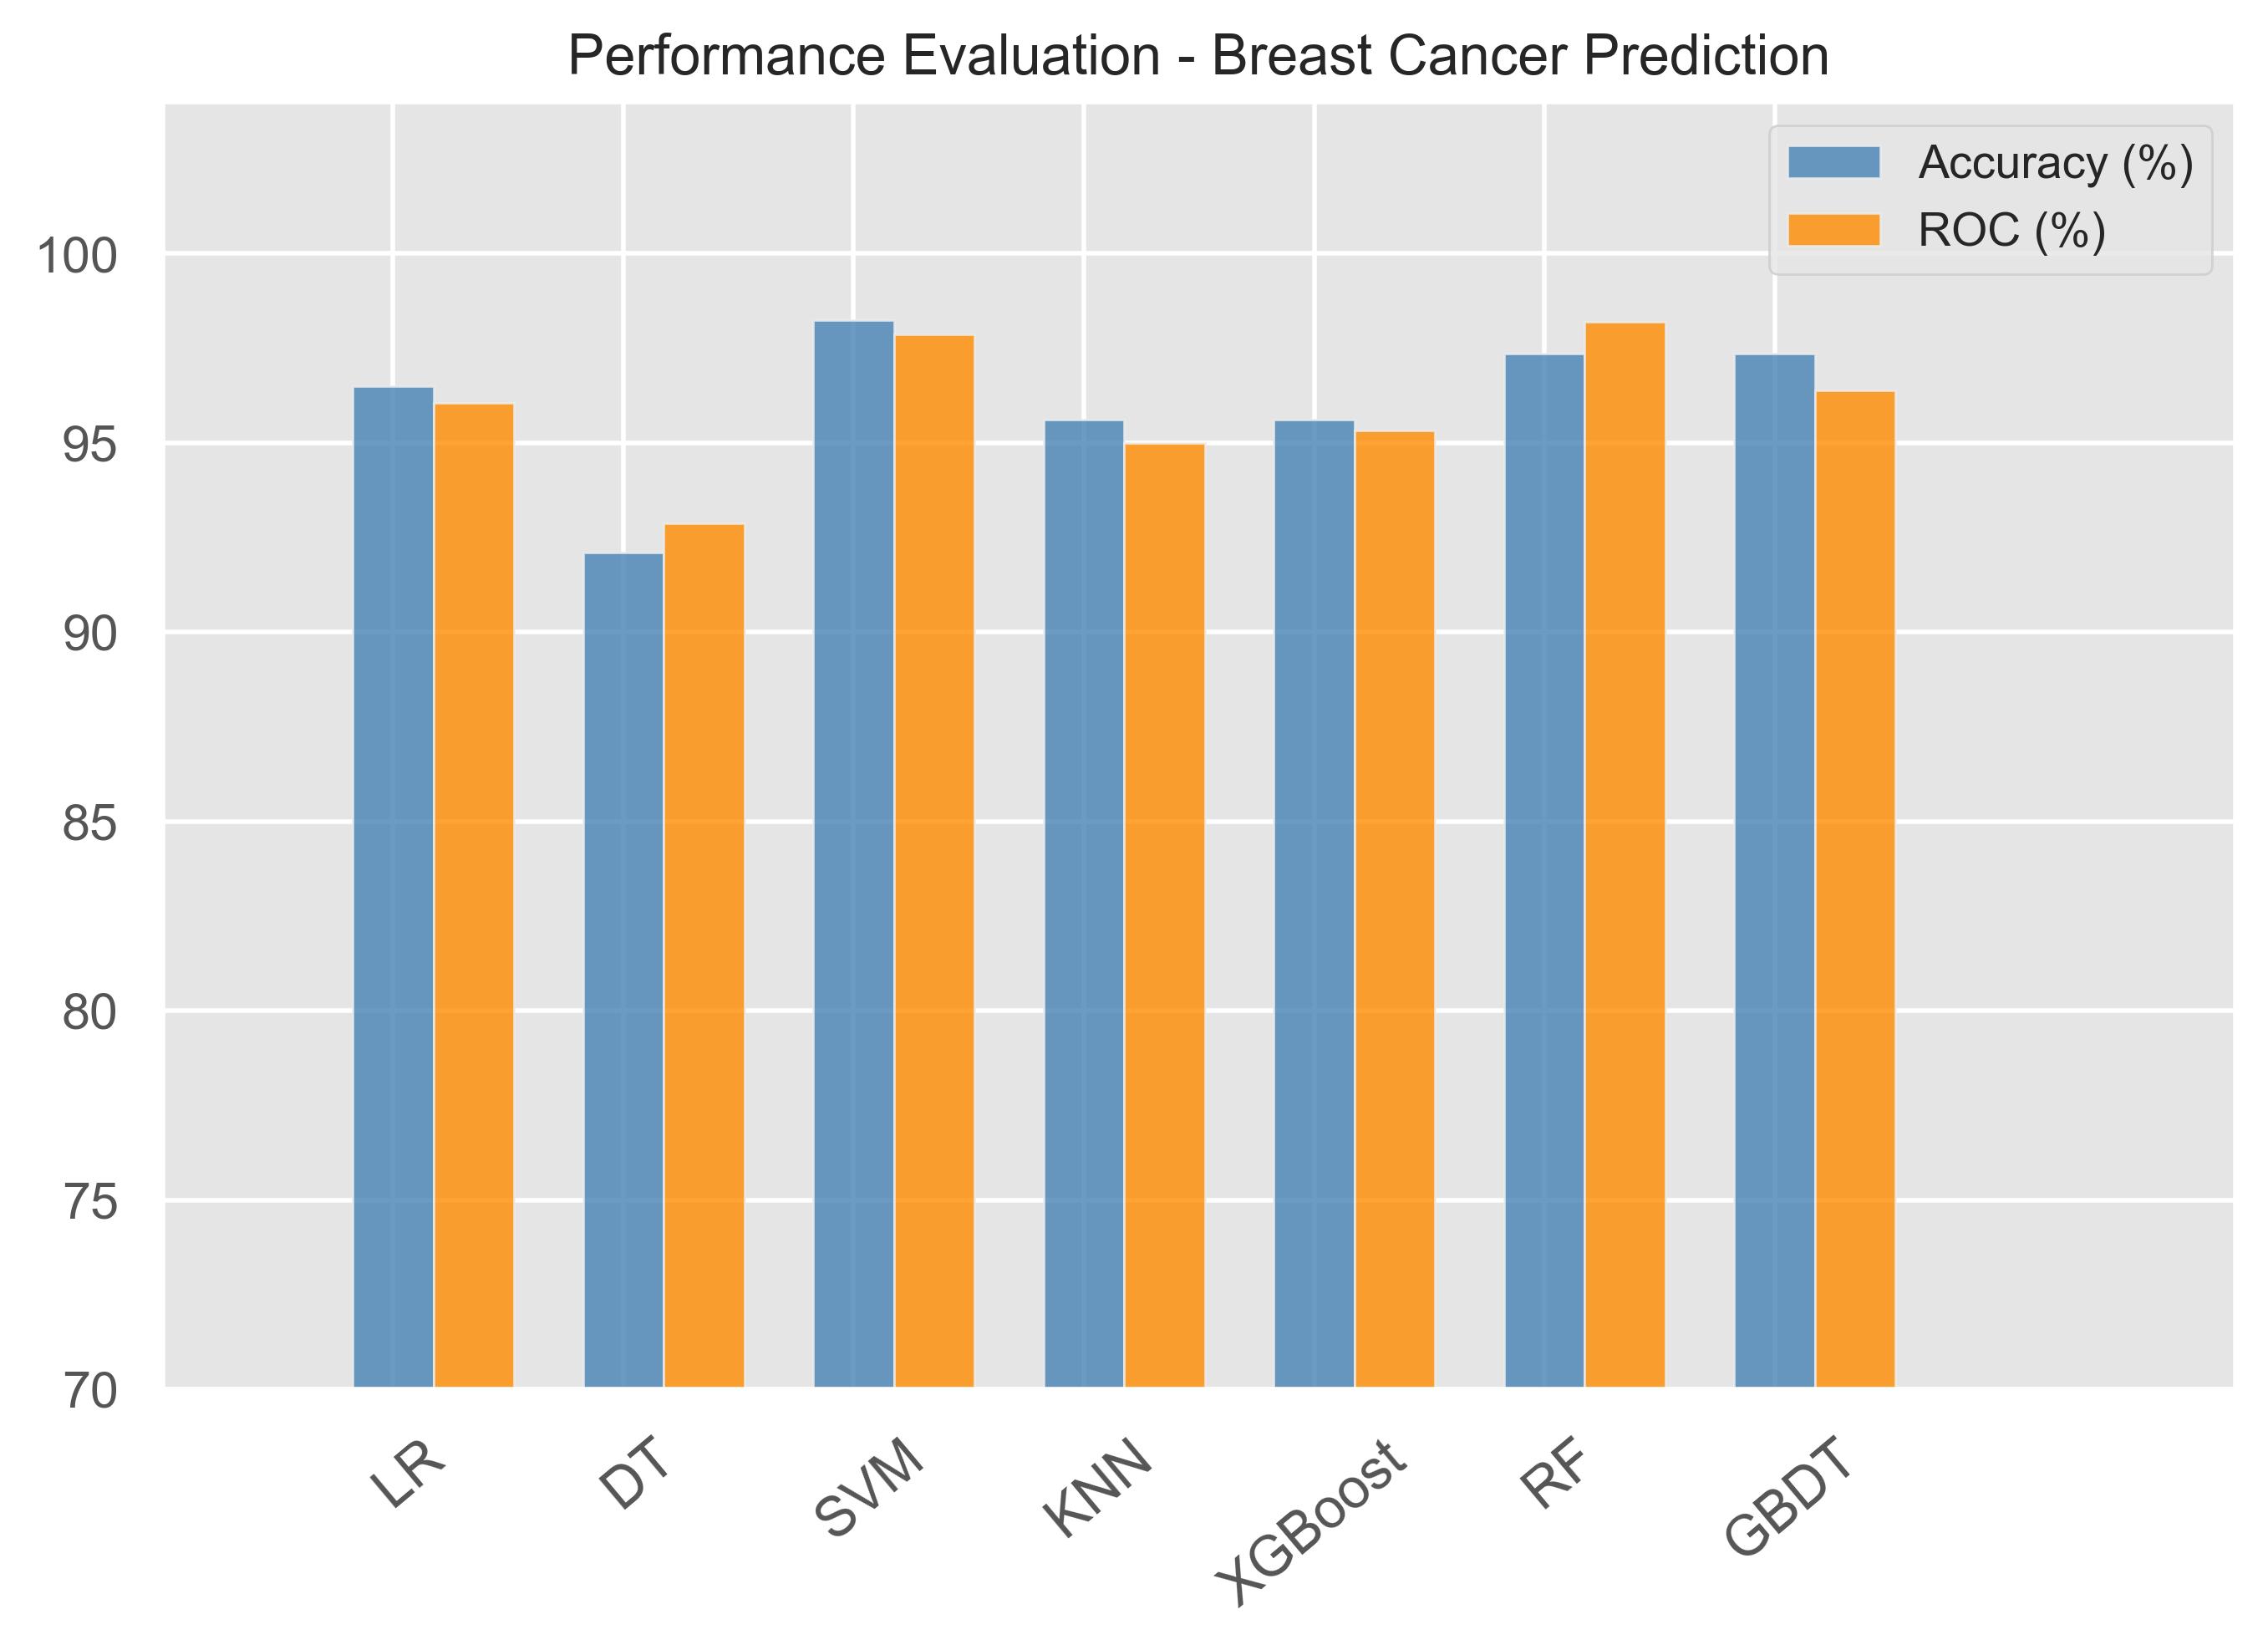 Performance Evaluation - Breast Cancer Prediction
Accuracy (%)
ROC (%)
100
95
90
85
80
75
70
LR
DT
SVM
KNN
XGBoost
RF
GBDT